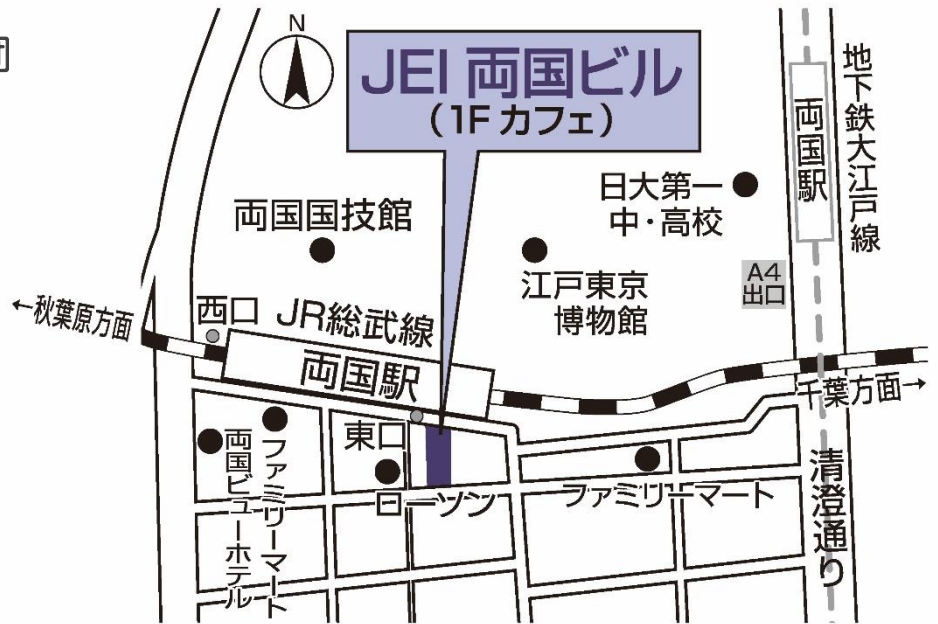 N
JEI 両国ビル
(1F カフェ)
地下鉄大江戸線
両国駅
日大第一
中・高校
両国国技館
江戸東京
博物館
A4
出口
←秋葉原方面
西口
JR総武線
両国駅
千葉方面→
東口
両国ビューホテル
ファミリーマート
ローソン
ファミリーマート
清澄通り